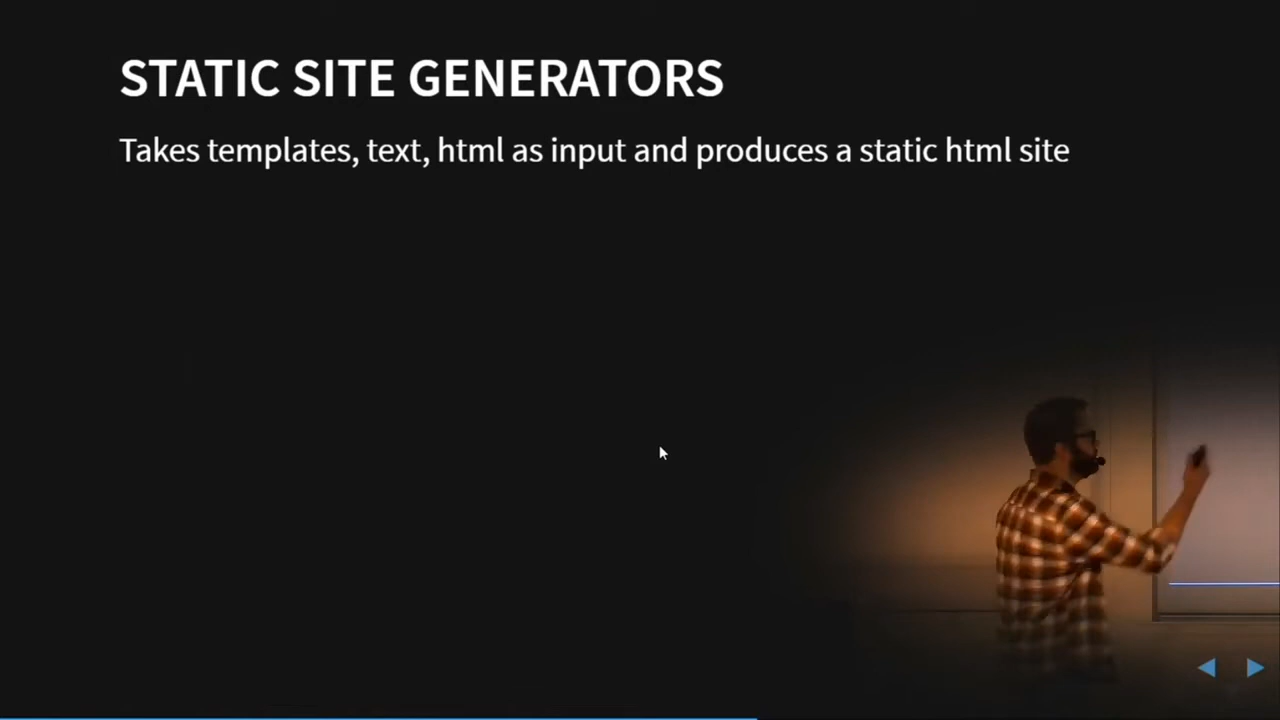 STATIC SITE GENERATORS
Takes templates, text, html as input and produces a static html site